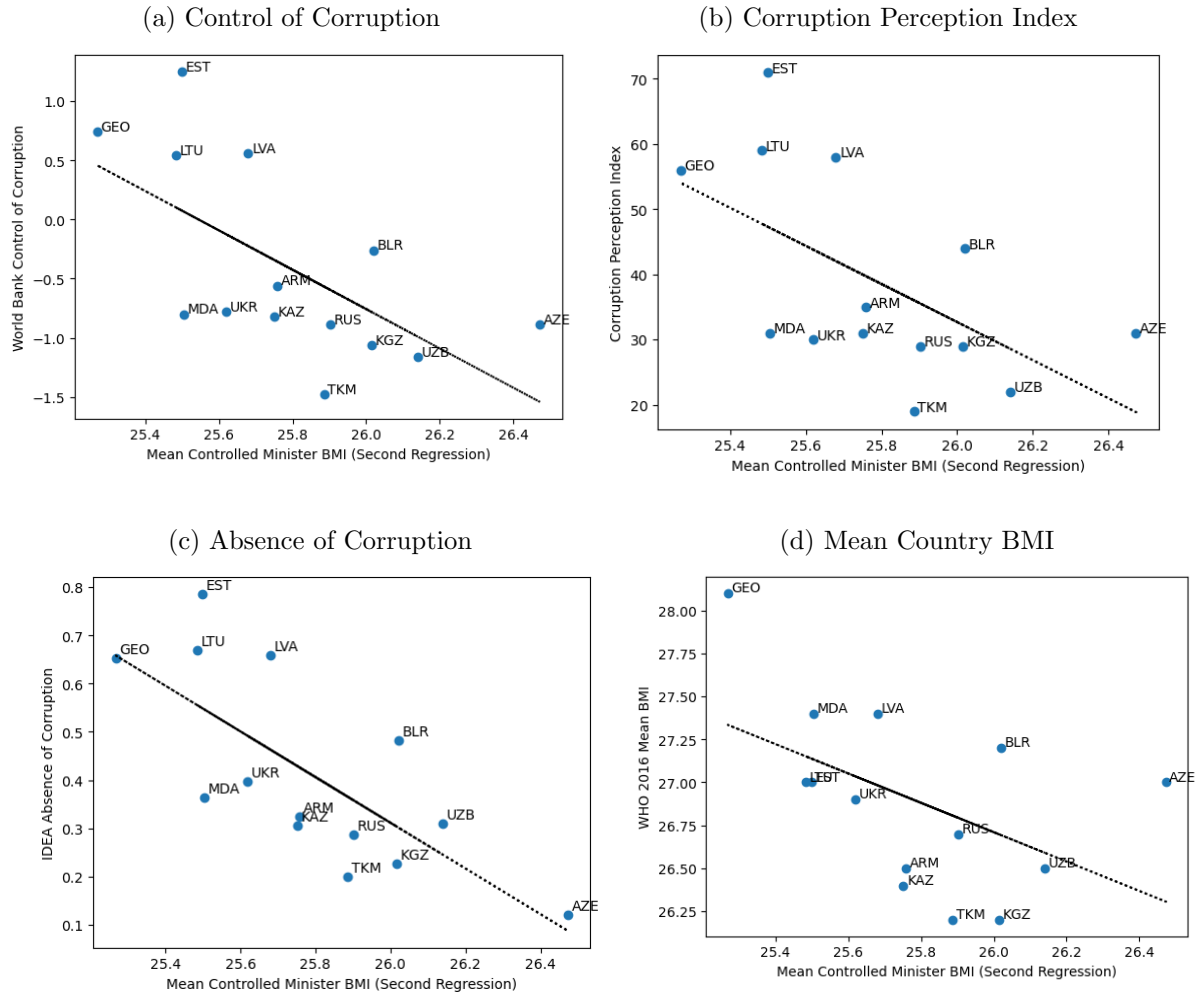 (a) Control of Corruption
EST
GEO
LTU
LVA
BLR
ARM
MDA
UKR
KAZ
RUS
AZE
KGZ
UZB
TKM
1.0
0.5
0.0
−0.5
−1.0
−1.5
25.4 25.6 25.8 26.0 26.2 26.4
World Bank Control of Corruption
Mean Controlled Minister BMI (Second Regression)
(b) Corruption Perception Index
EST
LTU
LVA
GEO
BLR
ARM
MDA
UKR
KAZ
RUS
KGZ
AZE
UZB
TKM
70
60
50
40
30
20
25.4 25.6 25.8 26.0 26.2 26.4
Corruption Perception Index
Mean Controlled Minister BMI (Second Regression)
(c) Absence of Corruption
EST
GEO
LTU
LVA
BLR
UKR
MDA
ARM
KAZ
RUS
UZB
TKM
KGZ
AZE
0.8
0.7
0.6
0.5
0.4
0.3
0.2
0.1
25.4 25.6 25.8 26.0 26.2 26.4
IDEA Absence of Corruption
Mean Controlled Minister BMI (Second Regression)
(d) Mean Country BMI
GEO
MDA
LVA
BLR
LTU
EST
AZE
UKR
RUS
ARM
UZB
KAZ
TKM
KGZ
28.00
27.75
27.50
27.25
27.00
26.75
26.50
26.25
25.4 25.6 25.8 26.0 26.2 26.4
WHO 2016 Mean BMI
Mean Controlled Minister BMI (Second Regression)